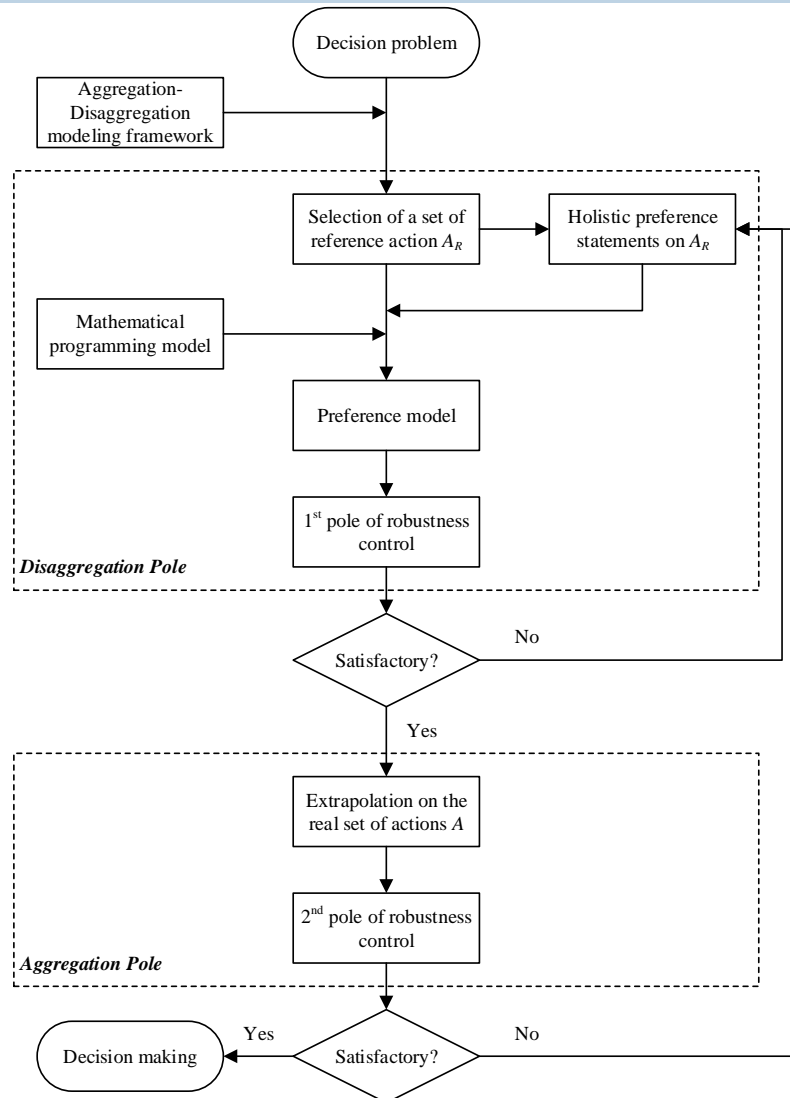 Decision problem
Aggregation-
Disaggregation
modeling framework
Selection of a set of
reference action A_R
Holistic preference
statements on A_R
Mathematical
programming model
Preference model
1st pole of robustness
control
Disaggregation Pole
Satisfactory?
No
Yes
Extrapolation on the
real set of actions A
2nd pole of robustness
control
Aggregation Pole
Yes
No
Decision making
Satisfactory?